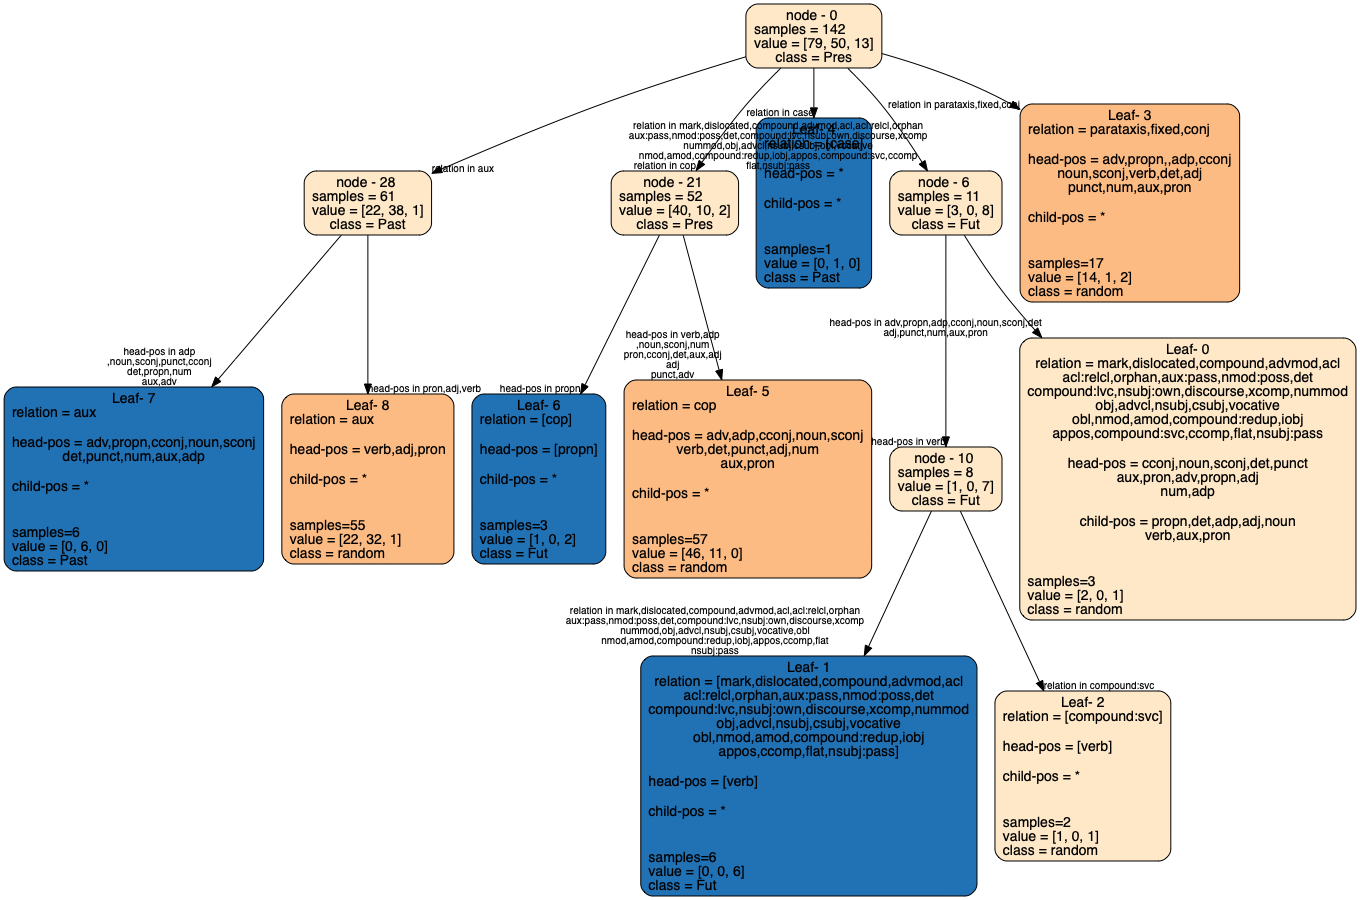 node - 0
samples = 142
value = [79, 50, 13]
class = Pres
relation in aux
relation in cop
relation in case
relation in mark,dislocated,compound,advmod,acl,acl:relcl,orphan
aux:pass,nmod:poss,det,compound:lvc,nsubj:own,discourse,xcomp
nummod,obj,advcl,nsubj,csubj,obl,vocative
nmod,amod,compound:redup,iobj,appos,compound:svc,ccomp
flat,nsubj:pass
relation in parataxis,fixed,conj
node - 28
samples = 61
value = [22, 38, 1]
class = Past
node - 21
samples = 52
value = [40, 10, 2]
class = Pres
Leaf- 4
relation = [case]
head-pos = *
child-pos = *
samples=1
value = [0, 1, 0]
class = Past
node - 6
samples = 11
value = [3, 0, 8]
class = Fut
Leaf- 3
relation = parataxis,fixed,conj
head-pos = adv,propn,,adp,cconj
noun,sconj,verb,det,adj
punct,num,aux,pron
child-pos = *
samples=17
value = [14, 1, 2]
class = random
head-pos in adp
,noun,sconj,punct,cconj
det,propn,num
aux,adv
head-pos in pron,adj,verb
head-pos in propn
head-pos in verb,adp
,noun,sconj,num
pron,cconj,det,aux,adj
adj
punct,adv
head-pos in verb
head-pos in adv,propn,adp,cconj,noun,sconj,det
adj,punct,num,aux,pron
Leaf- 7
relation = aux
head-pos = adv,propn,cconj,noun,sconj
det,punct,num,aux,adp
child-pos = *
samples=6
value = [0, 6, 0]
class = Past
Leaf- 8
relation = aux
head-pos = verb,adj,pron
child-pos = *
samples=55
value = [22, 32, 1]
class = random
Leaf- 6
relation = [cop]
head-pos = [propn]
child-pos = *
samples=3
value = [1, 0, 2]
class = Fut
Leaf- 5
relation = cop
head-pos = adv,adp,cconj,noun,sconj
verb,det,punct,adj,num
aux,pron
child-pos = *
samples=57
value = [46, 11, 0]
class = random
node - 10
samples = 8
value = [1, 0, 7]
class = Fut
Leaf- 0
relation = mark,dislocated,compound,advmod,acl
acl:relcl,orphan,aux:pass,nmod:poss,det
compound:lvc,nsubj:own,discourse,xcomp,nummod
obj,advcl,nsubj,csubj,vocative
obl,nmod,amod,compound:redup,iobj
appos,compound:svc,ccomp,flat,nsubj:pass
head-pos = cconj,noun,sconj,det,punct
aux,pron,adv,propn,adj
num,adp
child-pos = propn,det,adp,adj,noun
verb,aux,pron
samples=3
value = [2, 0, 1]
class = random
relation in mark,dislocated,compound,advmod,acl,acl:relcl,orphan
aux:pass,nmod:poss,det,compound:lvc,nsubj:own,discourse,xcomp
nummod,obj,advcl,nsubj,csubj,vocative,obl
nmod,amod,compound:redup,iobj,appos,ccomp,flat
nsubj:pass
relation in compound:svc
Leaf- 1
relation = [mark,dislocated,compound,advmod,acl
acl:relcl,orphan,aux:pass,nmod:poss,det
compound:lvc,nsubj:own,discourse,xcomp,nummod
obj,advcl,nsubj,csubj,vocative
obl,nmod,amod,compound:redup,iobj
appos,ccomp,flat,nsubj:pass]
head-pos = [verb]
child-pos = *
samples=6
value = [0, 0, 6]
class = Fut
Leaf- 2
relation = [compound:svc]
head-pos = [verb]
child-pos = *
samples=2
value = [1, 0, 1]
class = random